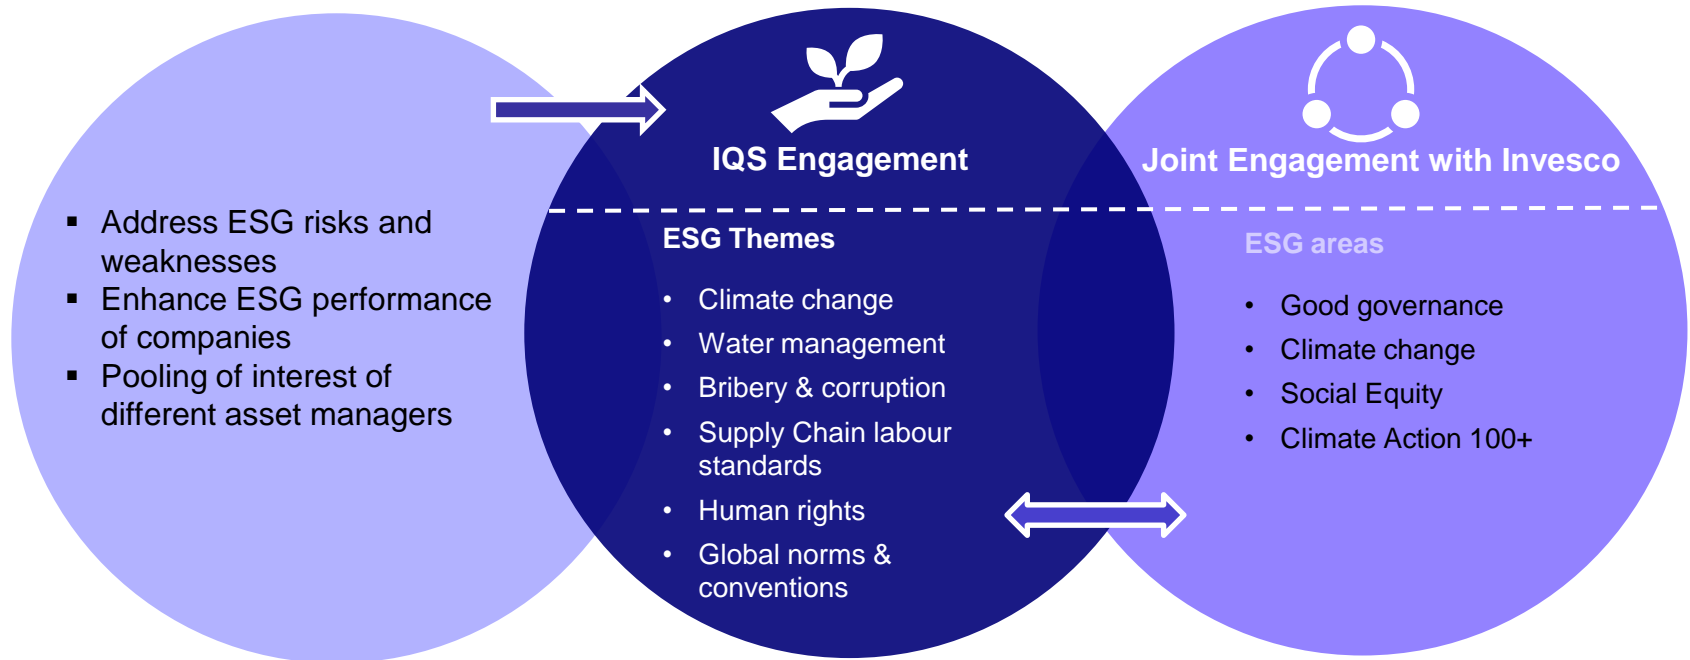 ▪ Address ESG risks and
weaknesses
▪ Enhance ESG performance
of companies
▪ Pooling of interest of
different asset managers
IQS Engagement
ESG Themes
• Climate change
• Water management
• Bribery & corruption
• Supply Chain labour
standards
• Human rights
• Global norms &
conventions
Joint Engagement with Invesco
ESG areas
• Good governance
• Climate change
• Social Equity
• Climate Action 100+